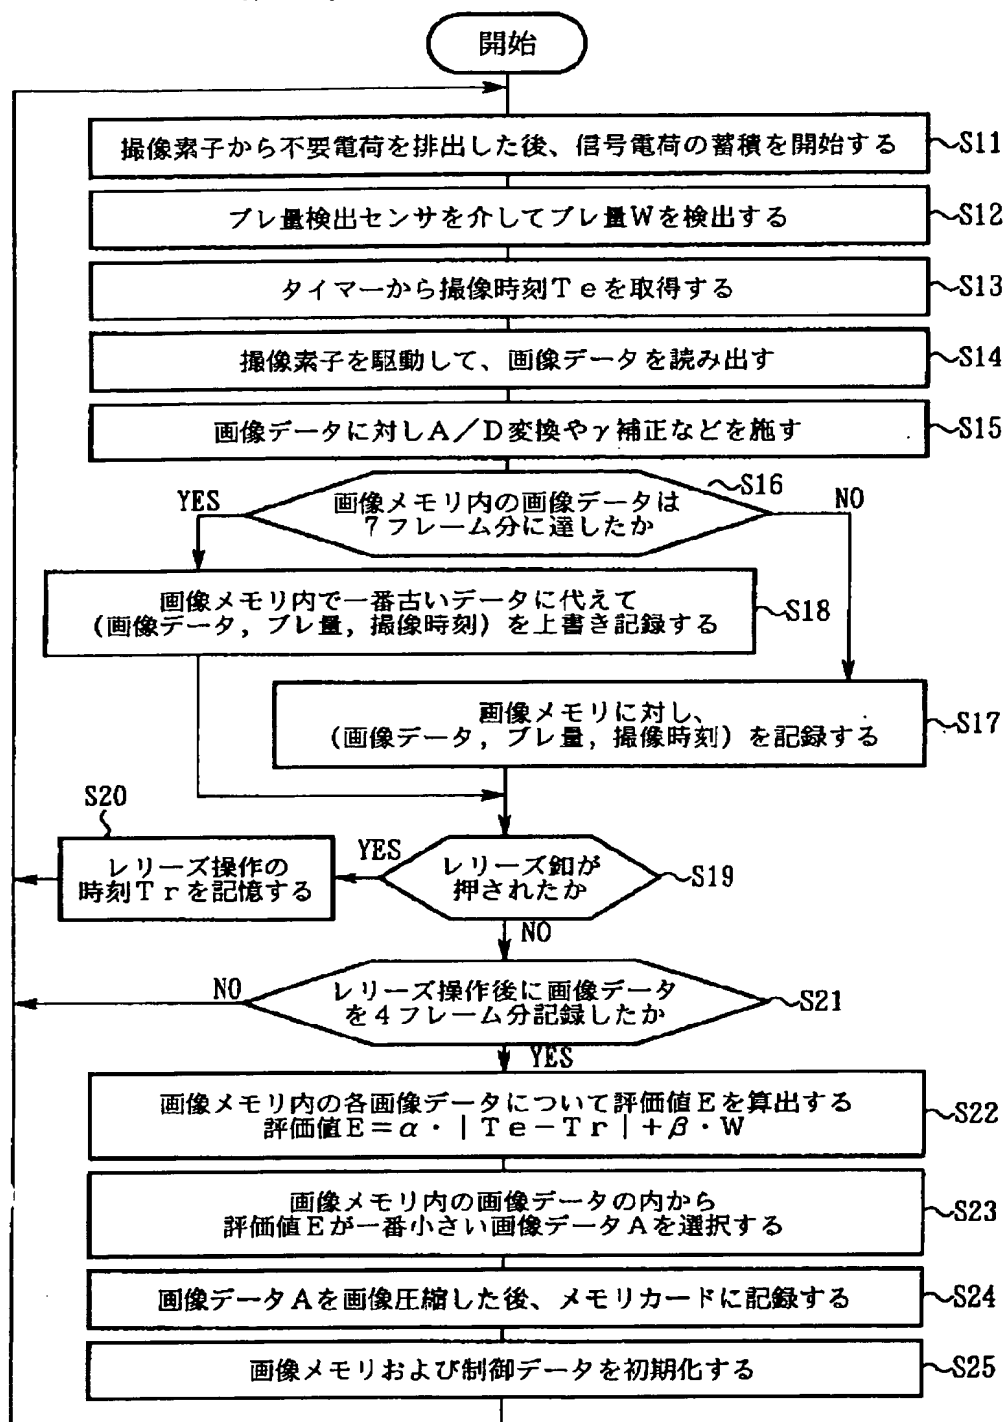 開始
撮像素子から不要電荷を排出した後、信号電荷の蓄積を開始する
S11
ブレ量検出センサを介してブレ量Wを検出する
S12
タイマーから撮像時刻Teを取得する
S13
撮像素子を駆動して、画像データを読み出す
S14
画像データに対しA/D変換やγ補正などを施す
S15
画像メモリ内の画像データは
7フレーム分に達したか
S16
YES
NO
画像メモリ内で一番古いデータに代えて
(画像データ, ブレ量, 撮像時刻) を上書き記録する
S18
画像メモリに対し、
(画像データ, ブレ量, 撮像時刻) を記録する
S17
S20
レリーズ操作の
時刻Trを記憶する
YES
レリーズ釦が
押されたか
S19
NO
NO
レリーズ操作後に画像データ
を4フレーム分記録したか
S21
YES
画像メモリ内の各画像データについて評価値Eを算出する
評価値E=α・|Te-Tr|+β・W
S22
画像メモリ内の画像データの内から
評価値Eが一番小さい画像データAを選択する
S23
画像データAを画像圧縮した後、メモリカードに記録する
S24
画像メモリおよび制御データを初期化する
S25